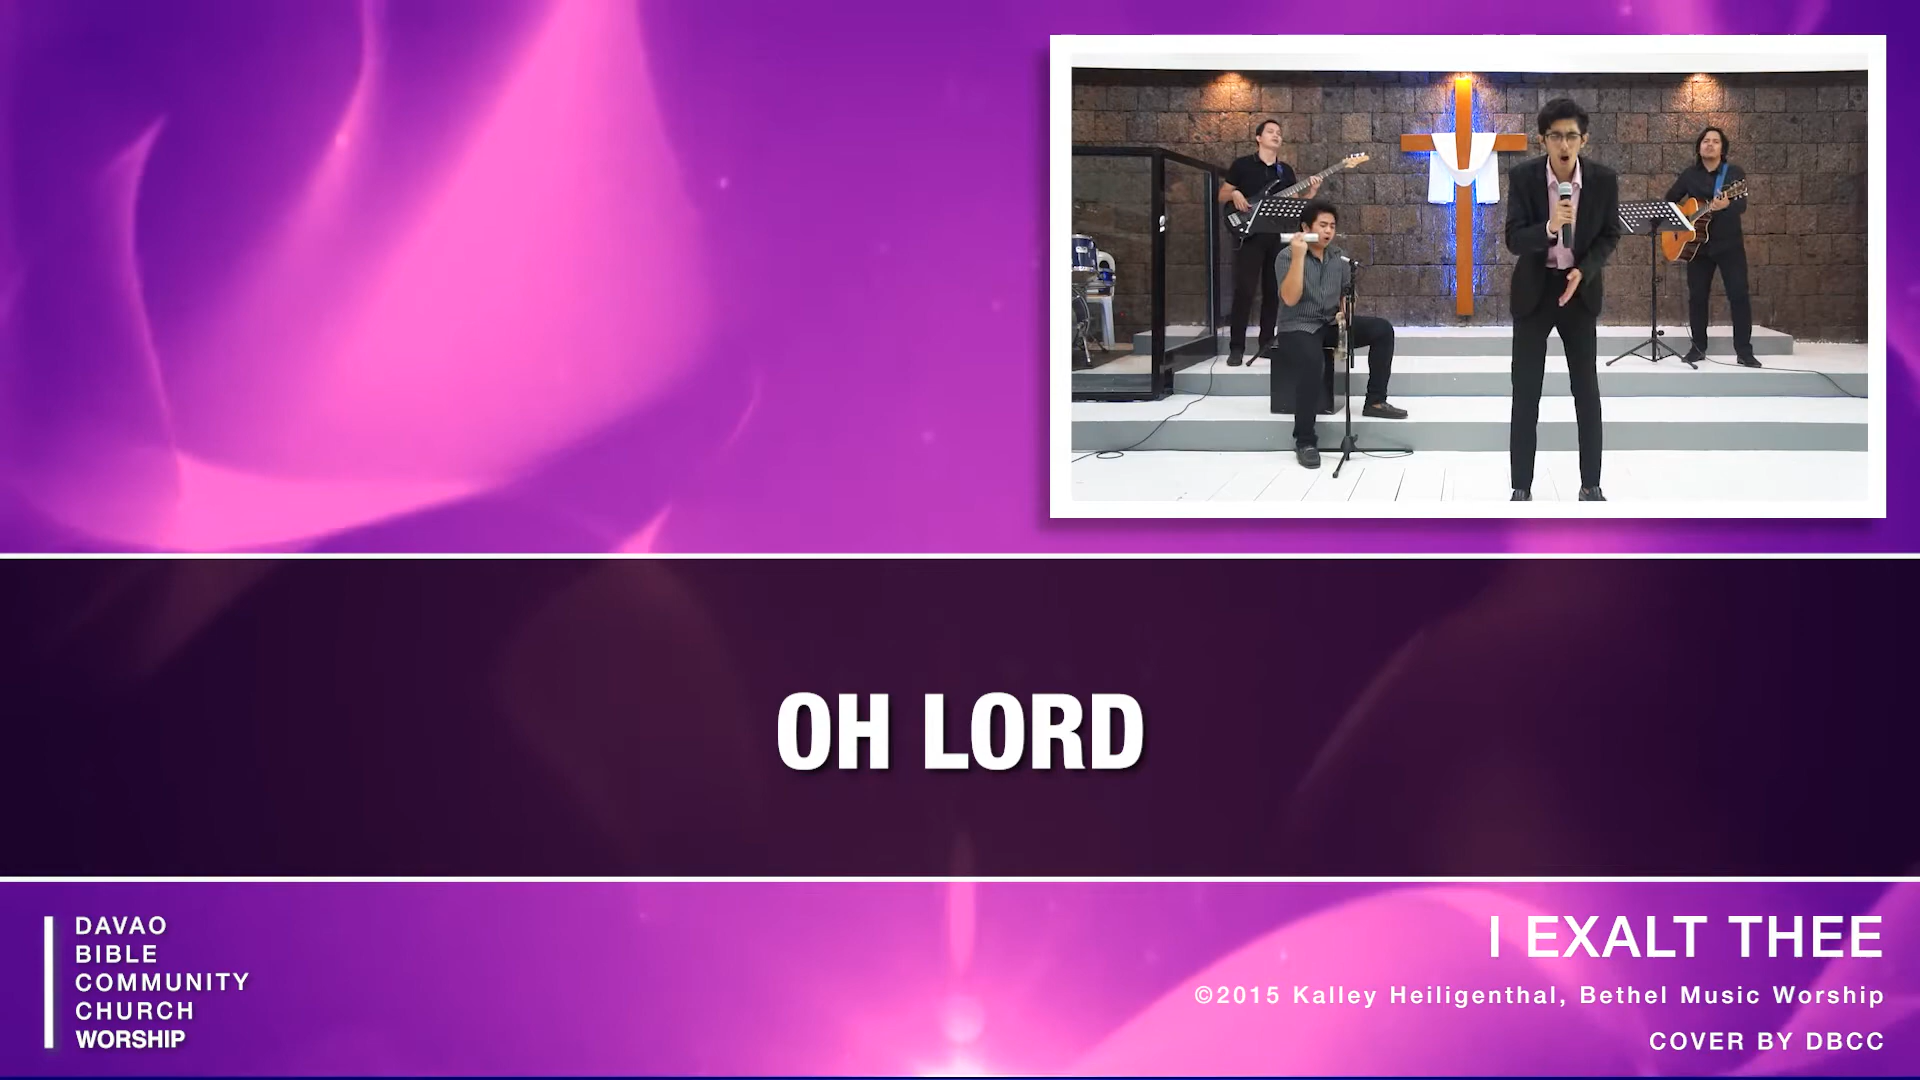 OH LORD
DAVAO
BIBLE
COMMUNITY
CHURCH
WORSHIP
I EXALT THEE
©2015 Kalley Heiligenthal, Bethel Music Worship
COVER BY DBCC